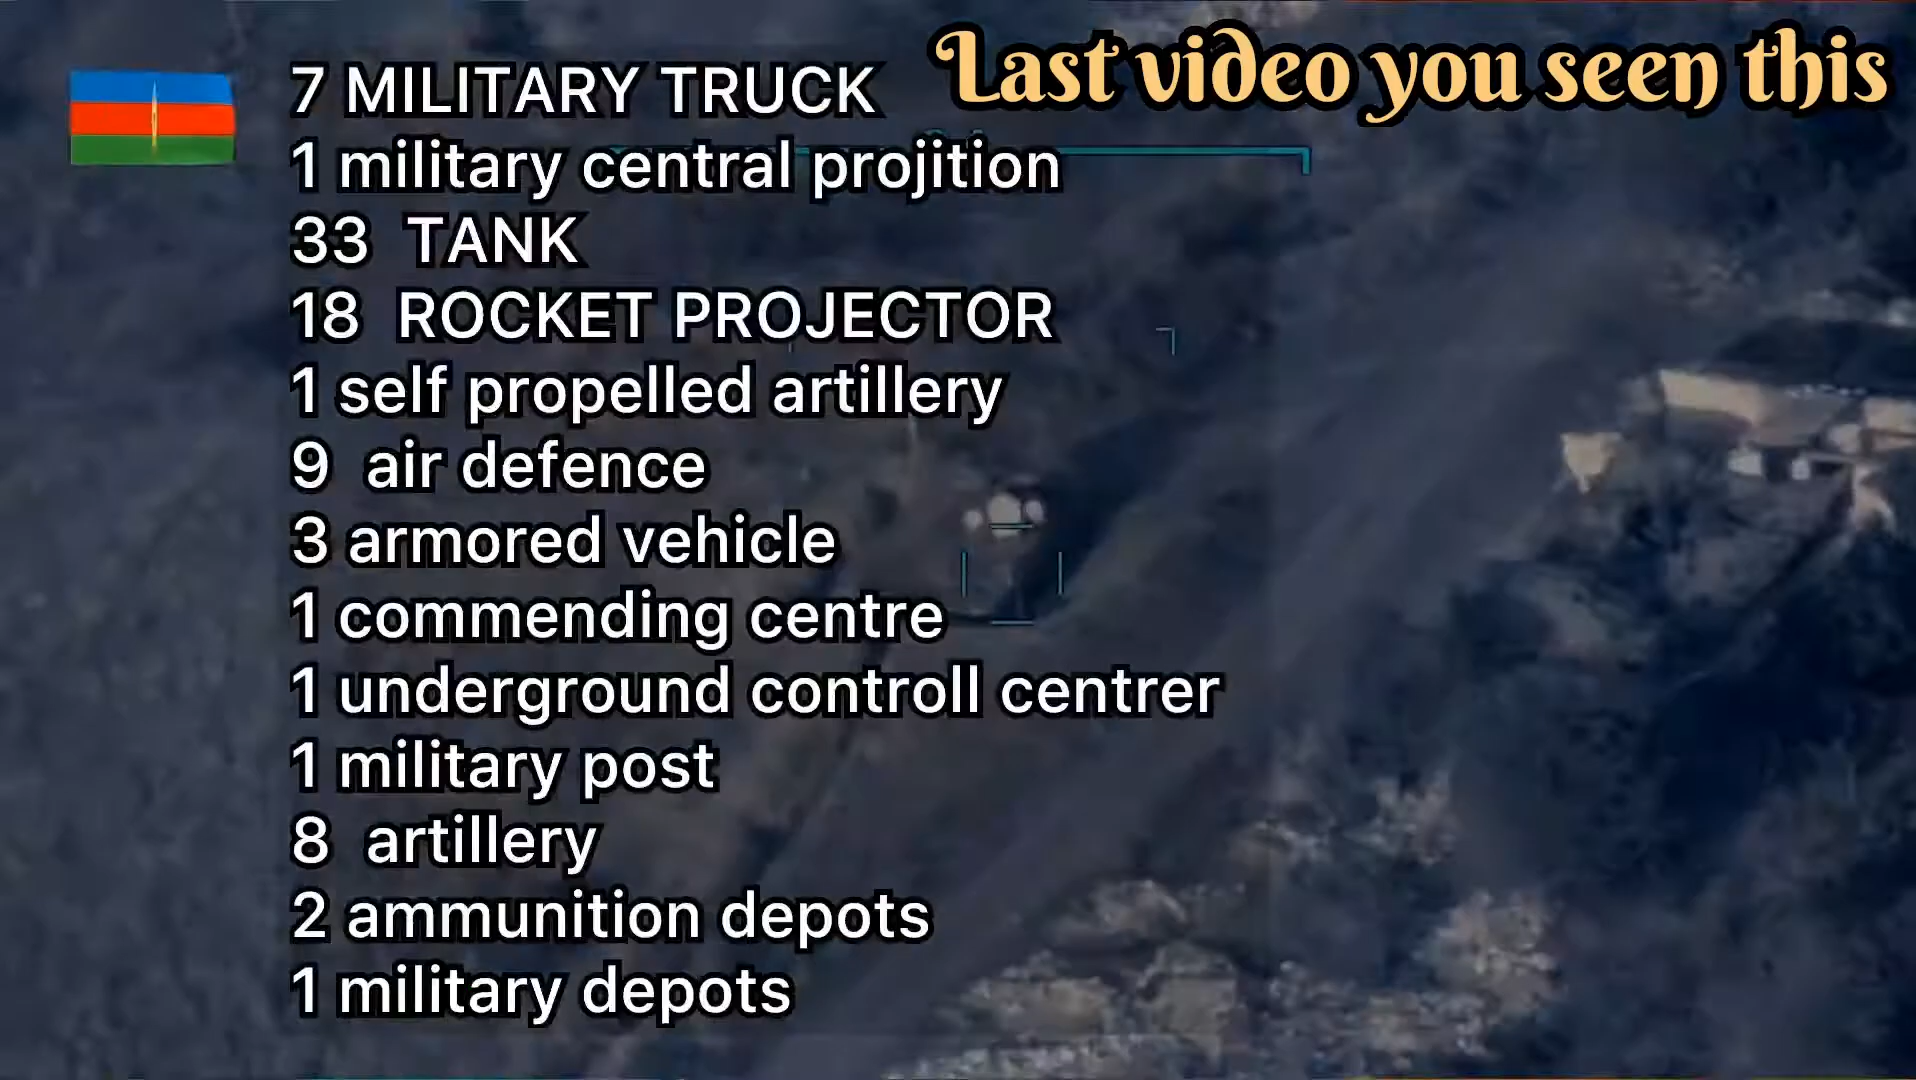 Last video you seen this
7 MILITARY TRUCK
1 military central projition
33 TANK
18 ROCKET PROJECTOR
1 self propelled artillery
9 air defence
3 armored vehicle
1 commending centre
1 underground controll centrer
1 military post
8 artillery
2 ammunition depots
1 military depots